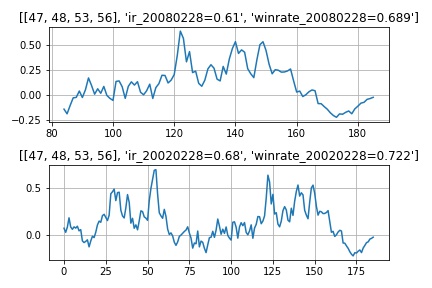 [[47, 48, 53, 56], 'ir_20080228=0.61', 'winrate_20080228=0.689']
0.50
0.25
0.00
−0.25
80 100 120 140 160 180
[[47, 48, 53, 56], 'ir_20020228=0.68', 'winrate_20020228=0.722']
0.5
0.0
0 25 50 75 100 125 150 175